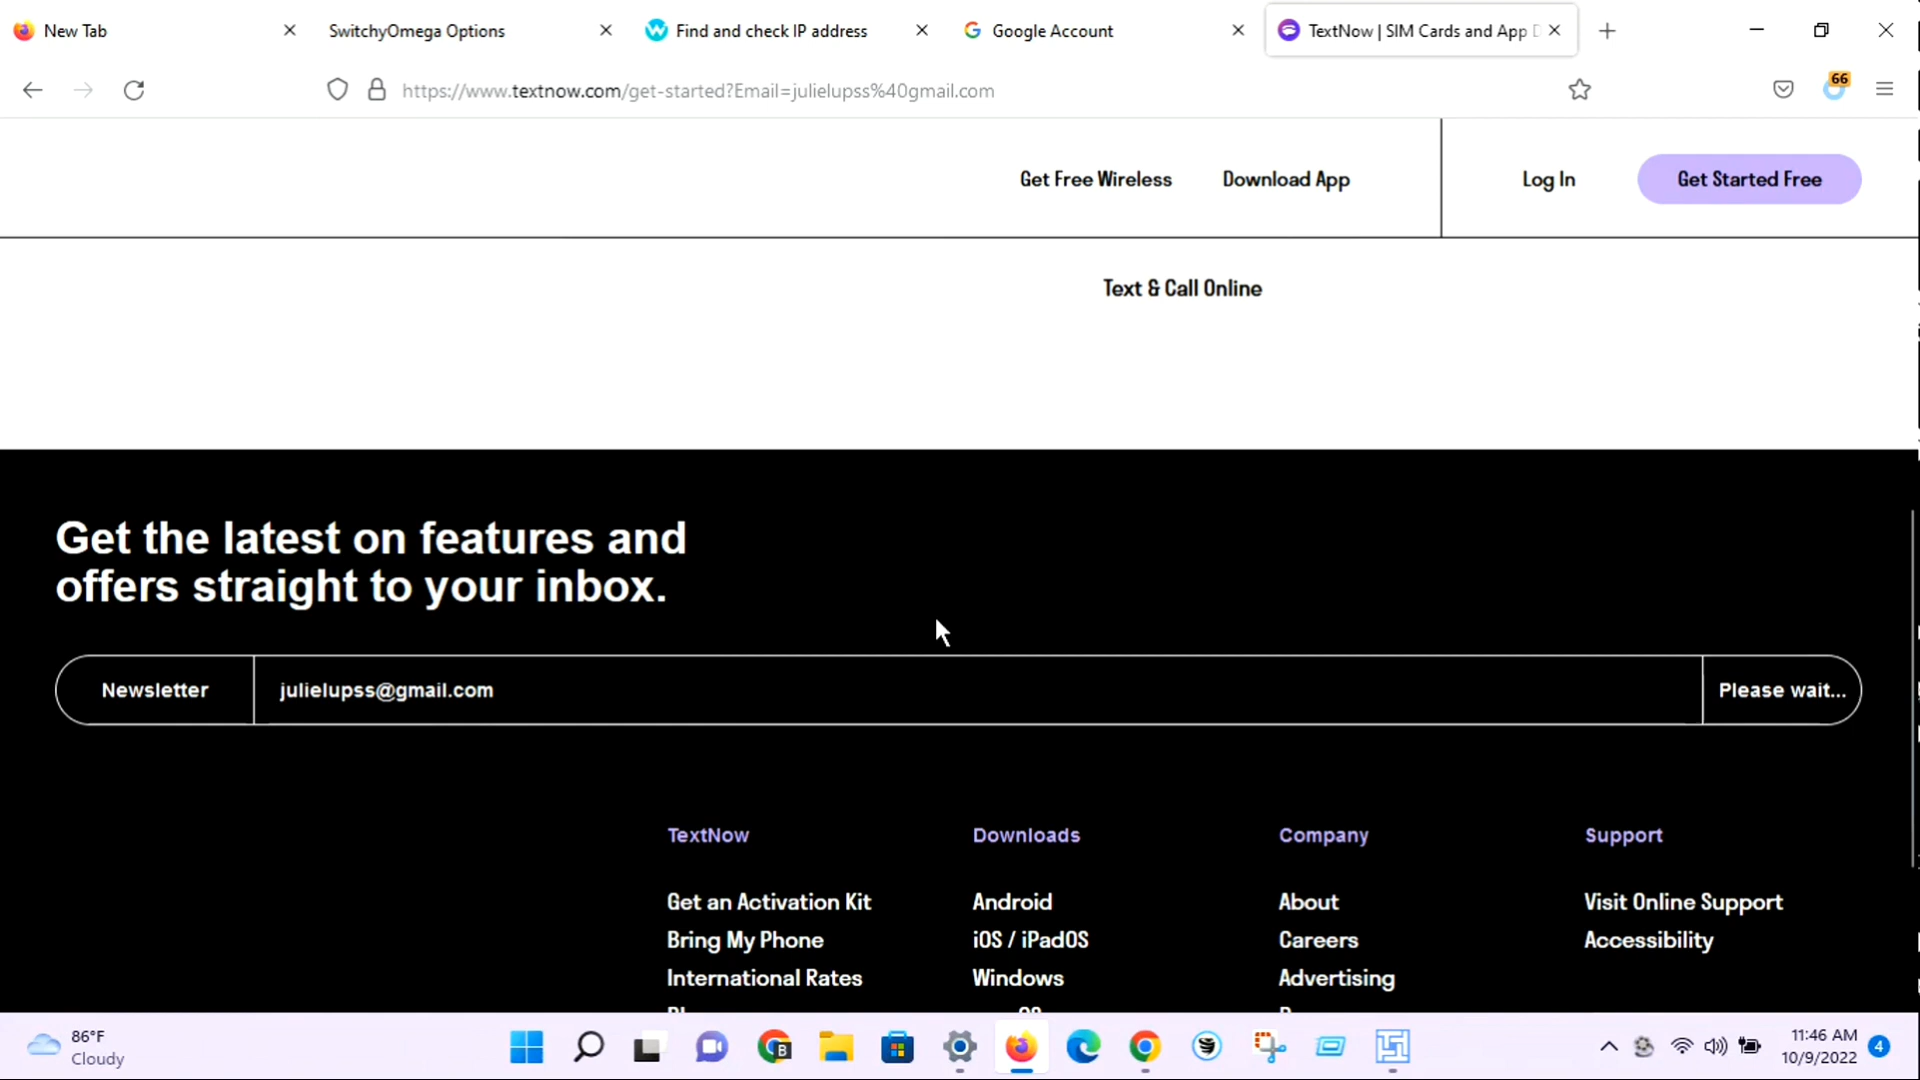 New Tab
SwitchyOmega Options
Find and check IP address
Google Account
TextNow | SIM Cards and App
https://www.textnow.com/get-started?Email=julielupss%40gmail.com
66
Get Free Wireless
Download App
Log In
Get Started Free
Text & Call Online
Get the latest on features and
offers straight to your inbox.
Newsletter
julielupss@gmail.com
Please wait...
TextNow
Downloads
Company
Support
Get an Activation Kit
Android
About
Visit Online Support
Bring My Phone
iOS / iPadOS
Careers
Accessibility
International Rates
Windows
Advertising
86°F
Cloudy
B
11:46 AM
10/9/2022
4